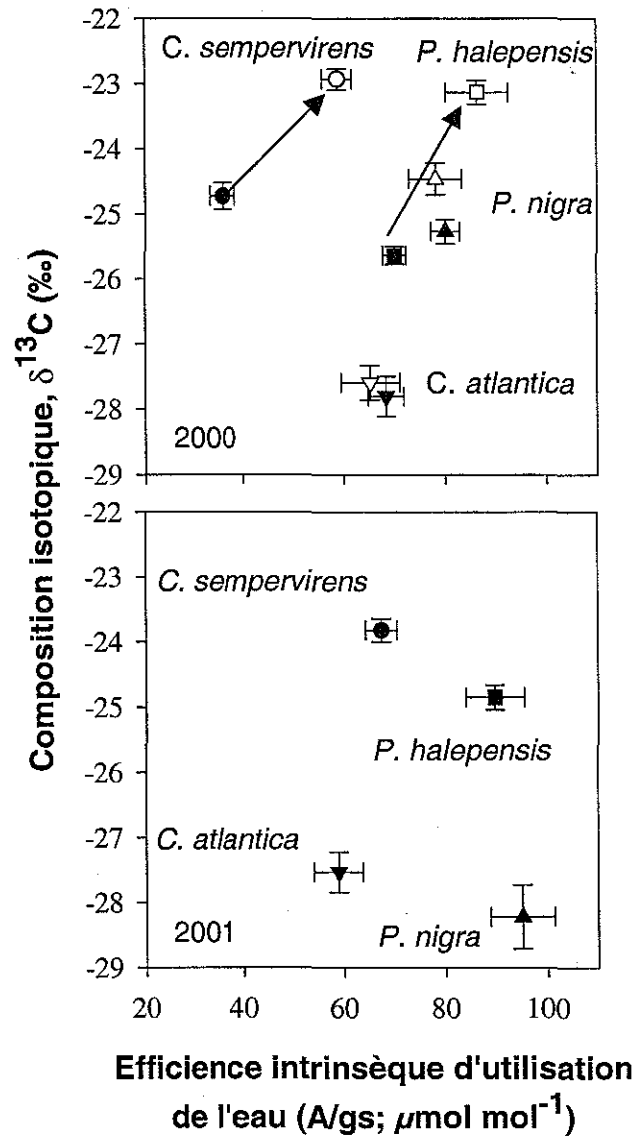 Composition isotopique, δ¹³C (‰)
-22
-23
-24
-25
-26
-27
-28
-29
C. sempervirens
P. halepensis
P. nigra
C. atlantica
2000
-22
-23
-24
-25
-26
-27
-28
-29
C. sempervirens
P. halepensis
C. atlantica
P. nigra
2001
20
40
60
80
100
Efficience intrinsèque d'utilisation
de l'eau (A/gs; µmol mol⁻¹)